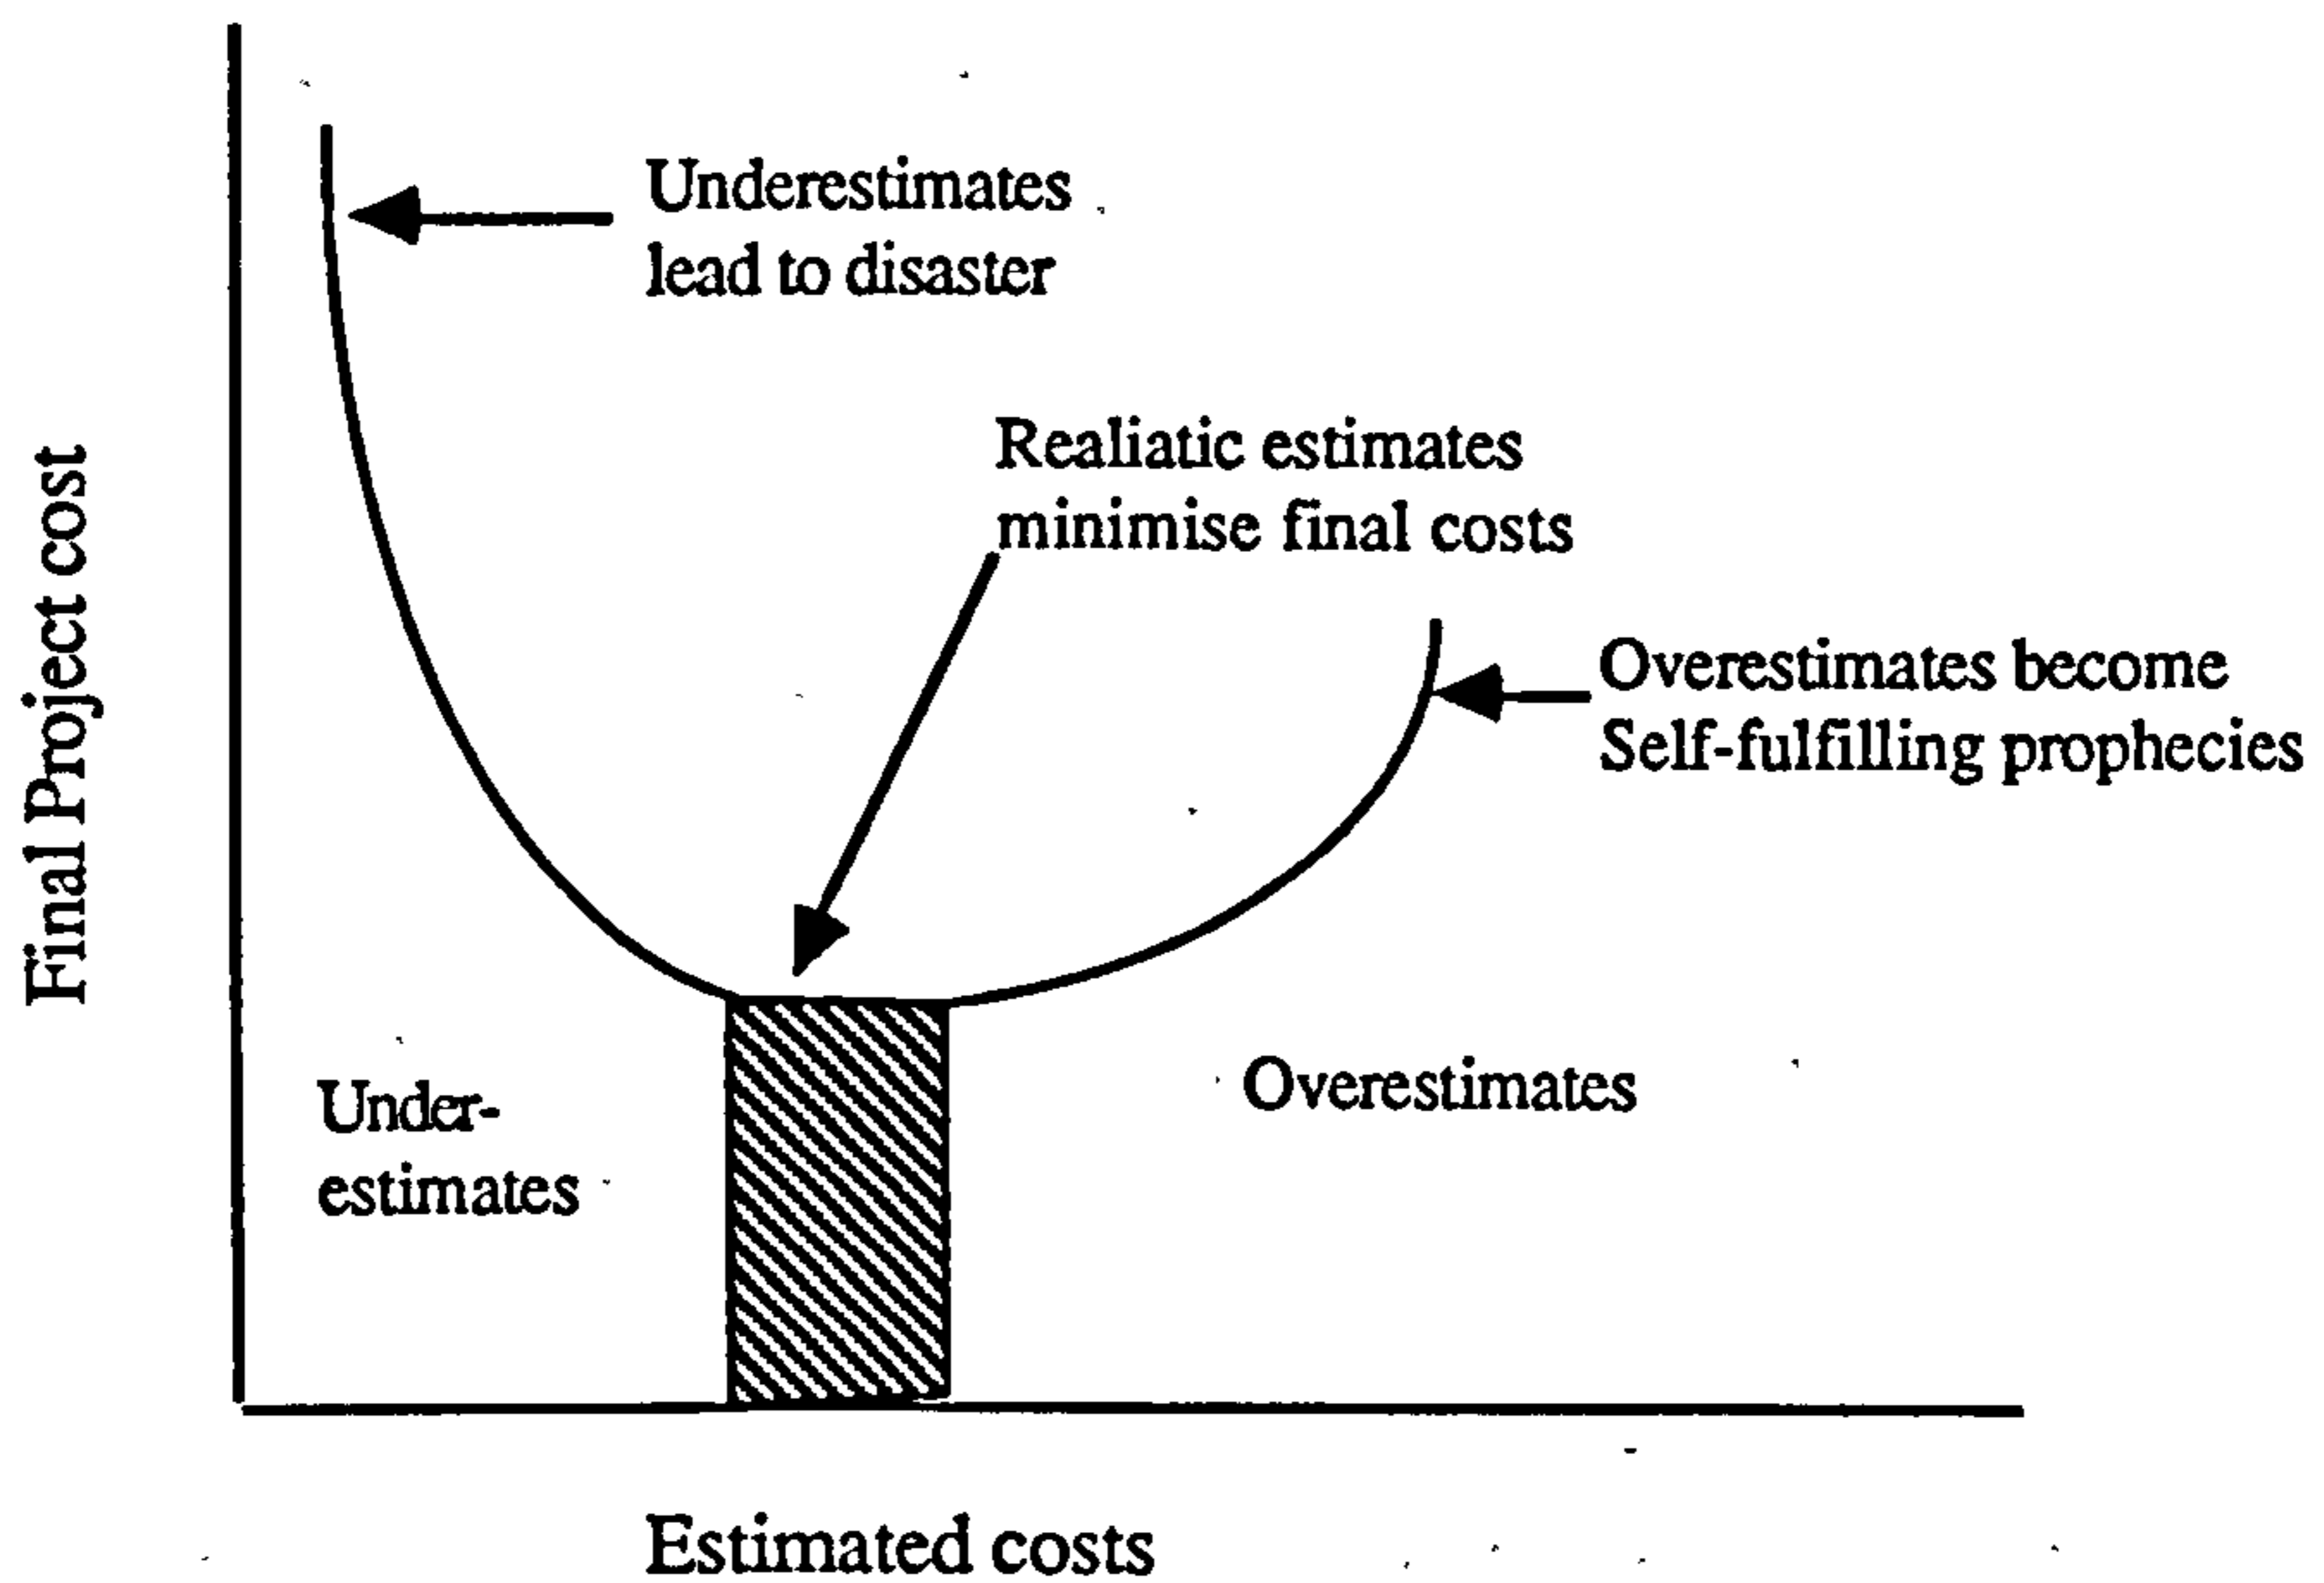 Underestimates
lead to disaster
Realiatic estimates
minimise final costs
Overestimates become
Self-fulfilling prophecies
Final Project cost
Under-
estimates
Overestimates
Estimated costs